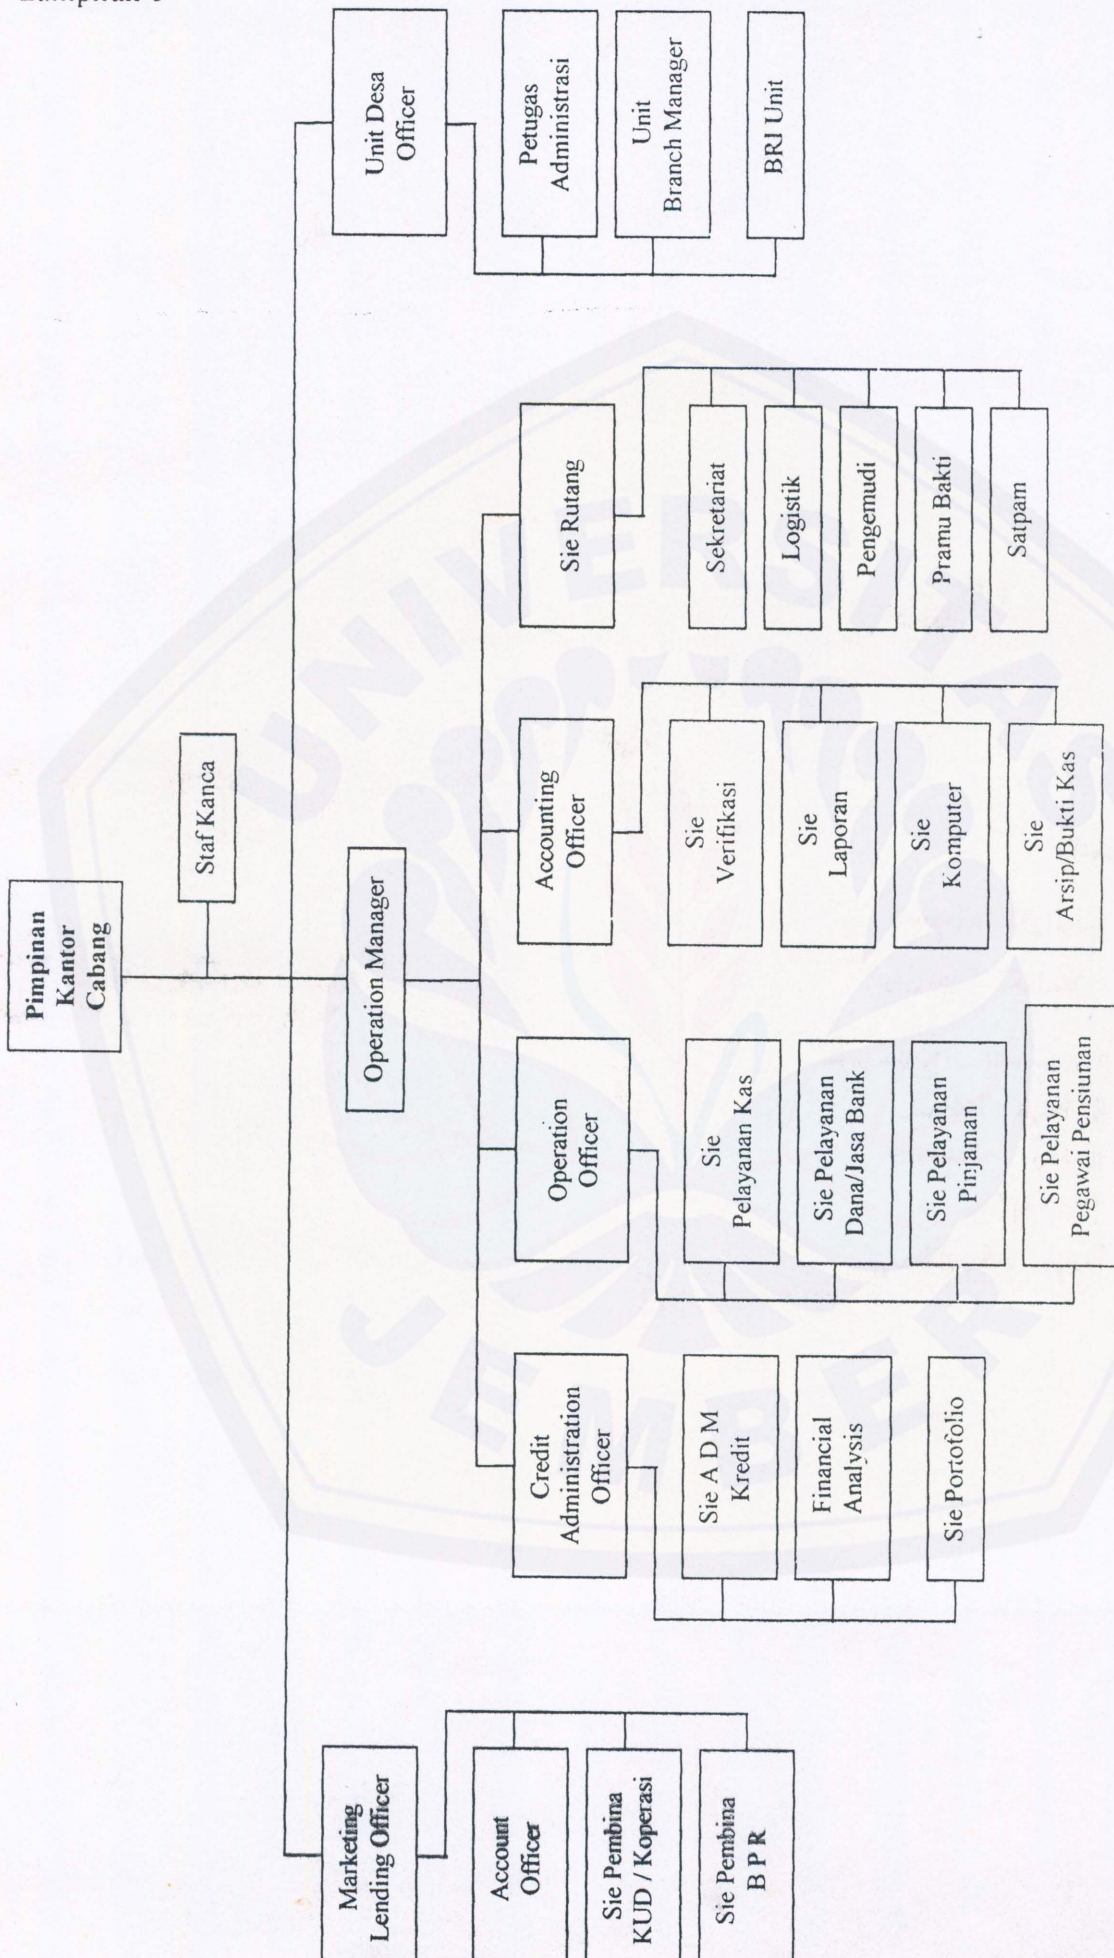 Lampiran
Pimpinan
Kantor
Cabang
Staf Kanca
Operation Manager
Marketing
Lending Officer
Account
Officer
Sie Pembina
KUD / Koperasi
Sie Pembina
B P R
Credit
Administration
Officer
Sie A D M
Kredit
Financial
Analysis
Sie Portofolio
Operation
Officer
Sie
Pelayanan Kas
Sie Pelayanan
Dana/Jasa Bank
Sie Pelayanan
Pinjaman
Sie Pelayanan
Pegawai Pensiunan
Accounting
Officer
Sie
Verifikasi
Sie
Laporan
Sie
Komputer
Sie
Arsip/Bukti Kas
Sie Rutang
Sekretariat
Logistik
Pengemudi
Pramu Bakti
Satpam
Unit Desa
Officer
Petugas
Administrasi
Unit
Branch Manager
BRI Unit
UNIVERSITAS
JEMBER